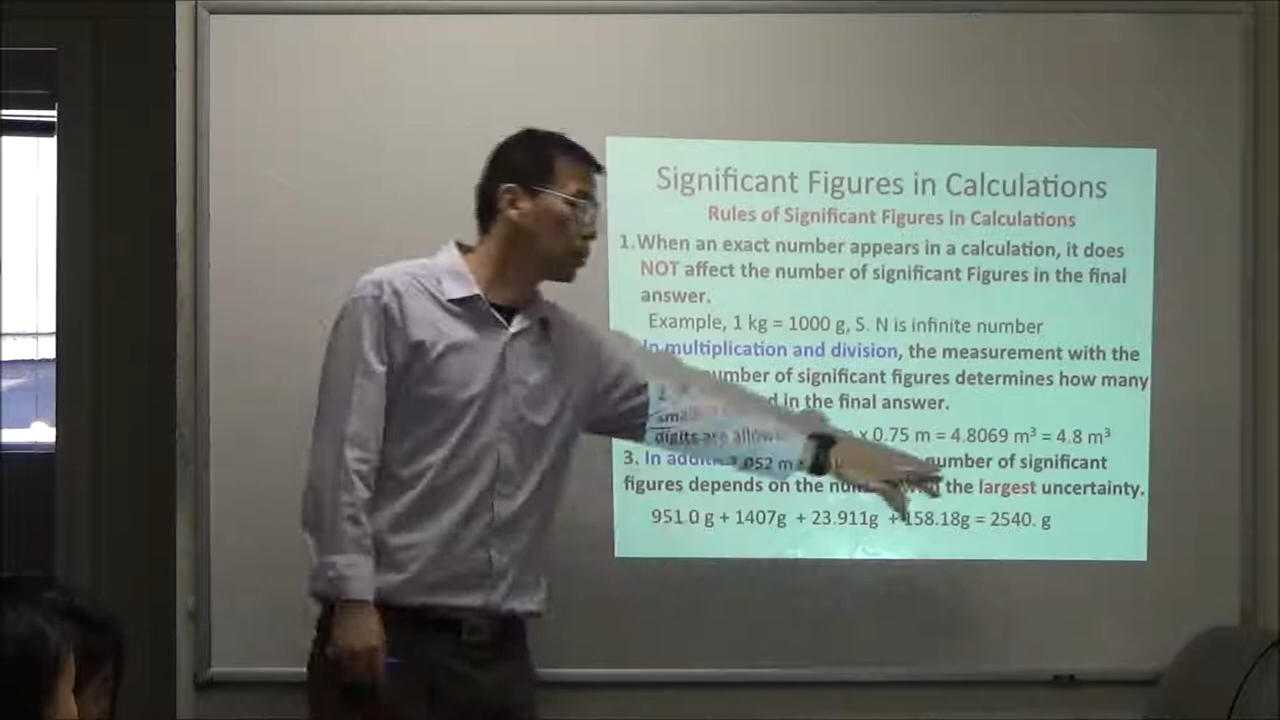 Significant Figures in Calculations
Rules of Significant Figures in Calculations
1.When an exact number appears in a calculation, it does
NOT affect the number of significant Figures in the final
answer.
Example, 1 kg = 1000 g, S. N is infinite number
In multiplication and division, the measurement with the
2. number of significant figures determines how many
in the final answer.
digits are x 0.75 m = 4.8069 m³ = 4.8 m³
3. In number of significant
figures depends on the the largest uncertainty.
951.0 g + 1407g + 23.911g + 158.18g = 2540. g